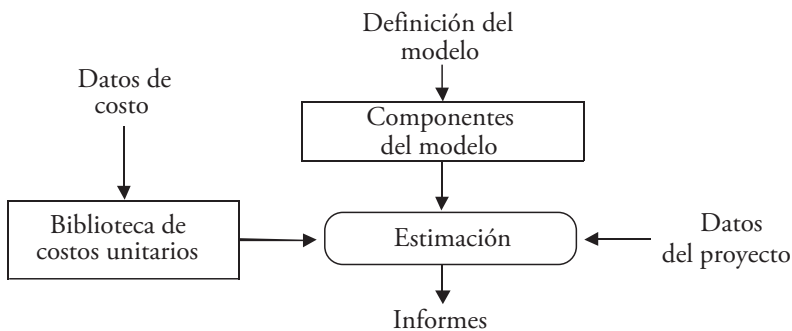 Definición del
modelo
Datos de
costo
Componentes
del modelo
Biblioteca de
costos unitarios
Estimación
Datos
del proyecto
Informes